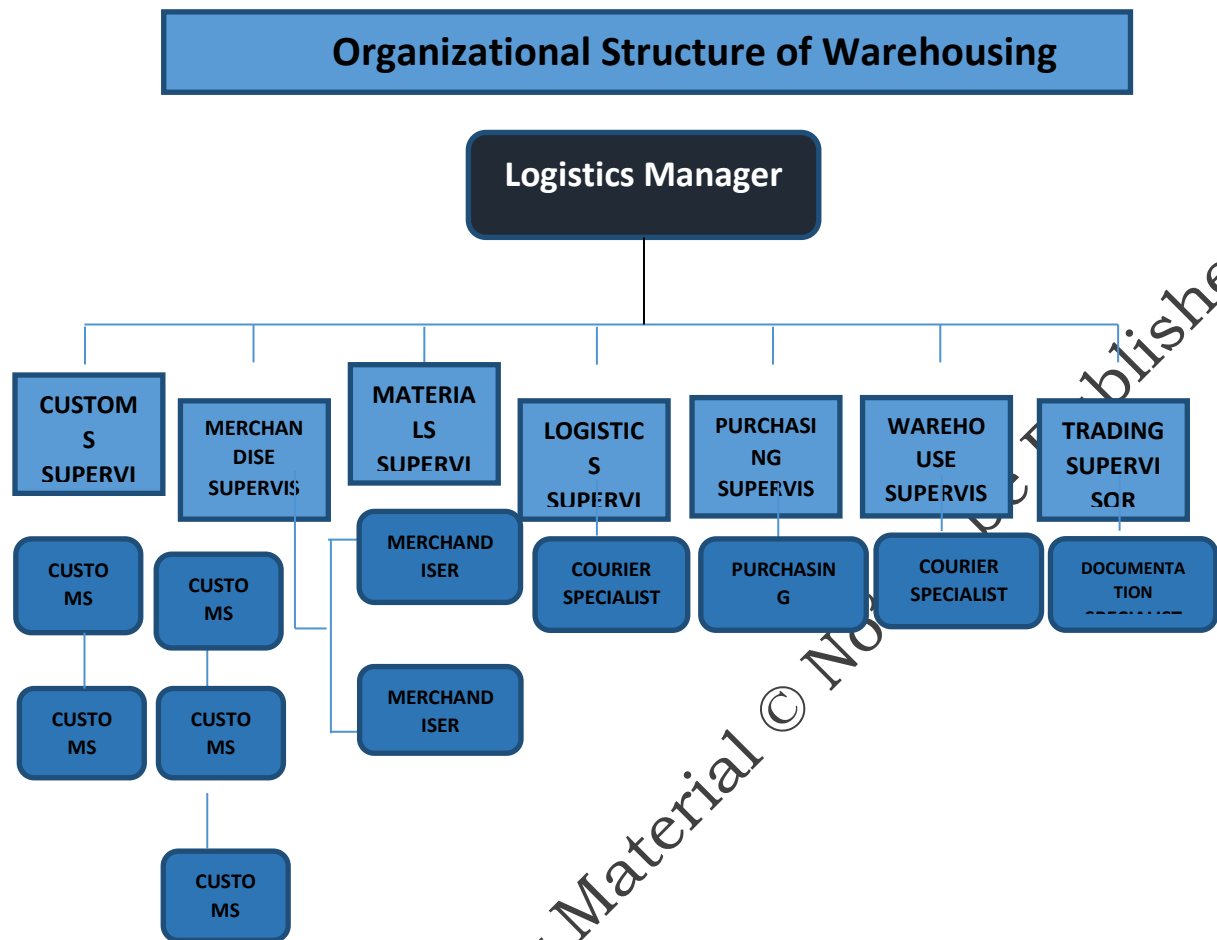 Organizational Structure of Warehousing
Logistics Manager
CUSTOM
S
SUPERVI
MERCHAN
DISE
SUPERVIS
MATERIA
LS
SUPERVI
LOGISTIC
S
SUPERVI
PURCHASI
NG
SUPERVIS
WAREHO
USE
SUPERVIS
TRADING
SUPERVI
SOR
CUSTO
MS
CUSTO
MS
MERCHAND
ISER
COURIER
SPECIALIST
PURCHASIN
G
COURIER
SPECIALIST
DOCUMENTA
TION
SPECIALIST
CUSTO
MS
CUSTO
MS
MERCHAND
ISER
CUSTO
MS
Material © No